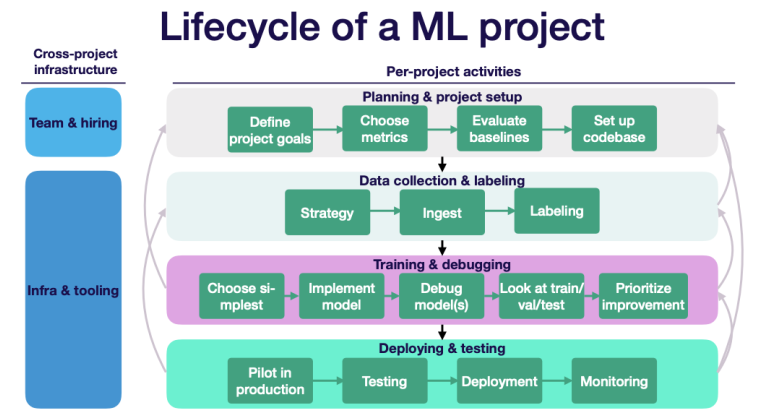 Lifecycle of a ML project
Cross-project
infrastructure
Per-project activities
Team & hiring
Infra & tooling
Planning & project setup
Define
project goals
Choose
metrics
Evaluate
baselines
Set up
codebase
Data collection & labeling
Strategy
Ingest
Labeling
Training & debugging
Choose si-
mplest
Implement
model
Debug
model(s)
Look at train/
val/test
Prioritize
improvement
Deploying & testing
Pilot in
production
Testing
Deployment
Monitoring